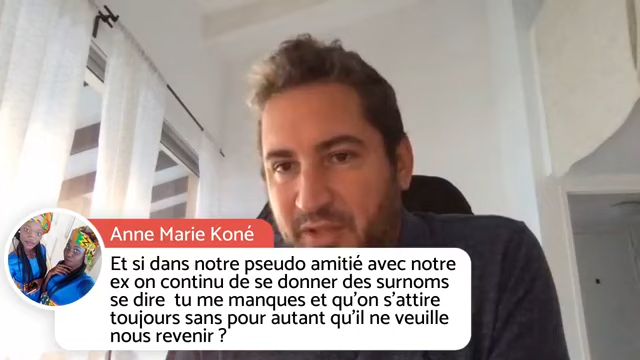 Anne Marie Koné
Et si dans notre pseudo amitié avec notre
ex on continu de se donner des surnoms
se dire  tu me manques et qu'on s'attire
toujours sans pour autant qu'il ne veuille
nous revenir ?